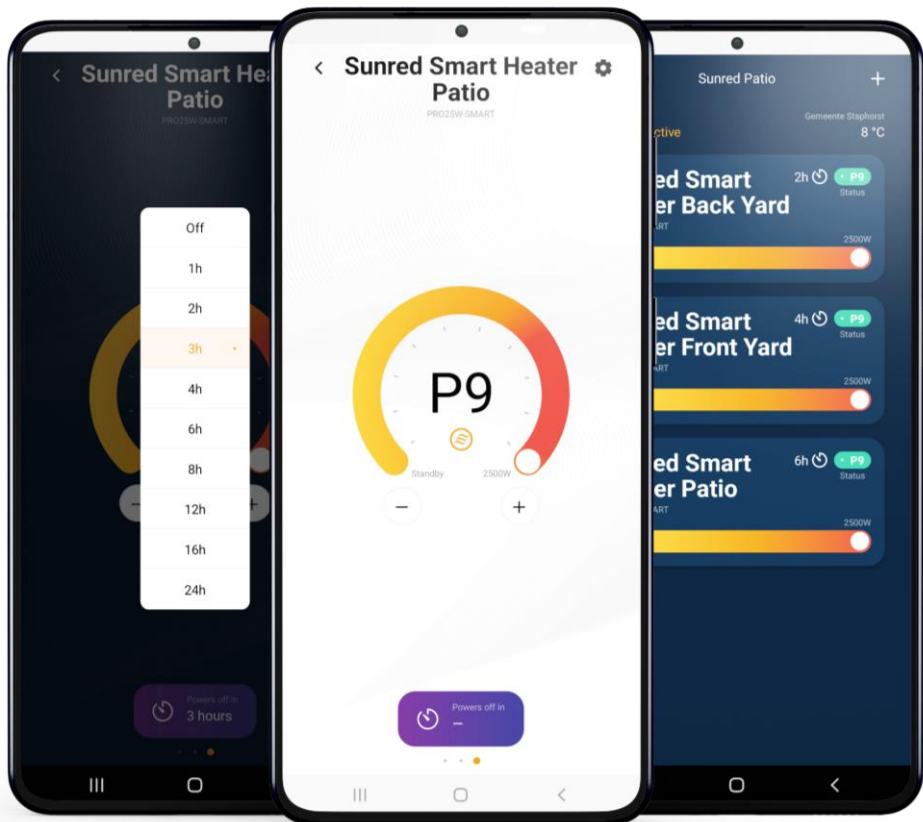 Sunred Smart Hea
Patio
PRO25W-SMART
Off
1h
2h
3h
4h
6h
8h
12h
16h
24h
Powers off in
3 hours
Sunred Smart Heater
Patio
PRO25W-SMART
P9
Standby
2500W
Powers off in
–
Sunred Patio
Gemeente Staphorst
ctive
8 °C
ed Smart
2h
P9
er Back Yard
Status
ART
2500W
ed Smart
4h
P9
er Front Yard
Status
ART
2500W
ed Smart
6h
P9
er Patio
Status
ART
2500W